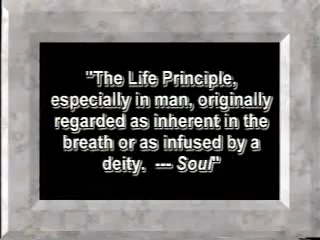 "The Life Principle,
especially in man, originally
regarded as inherent in the
breath or as infused by a
deity. --- Soul"